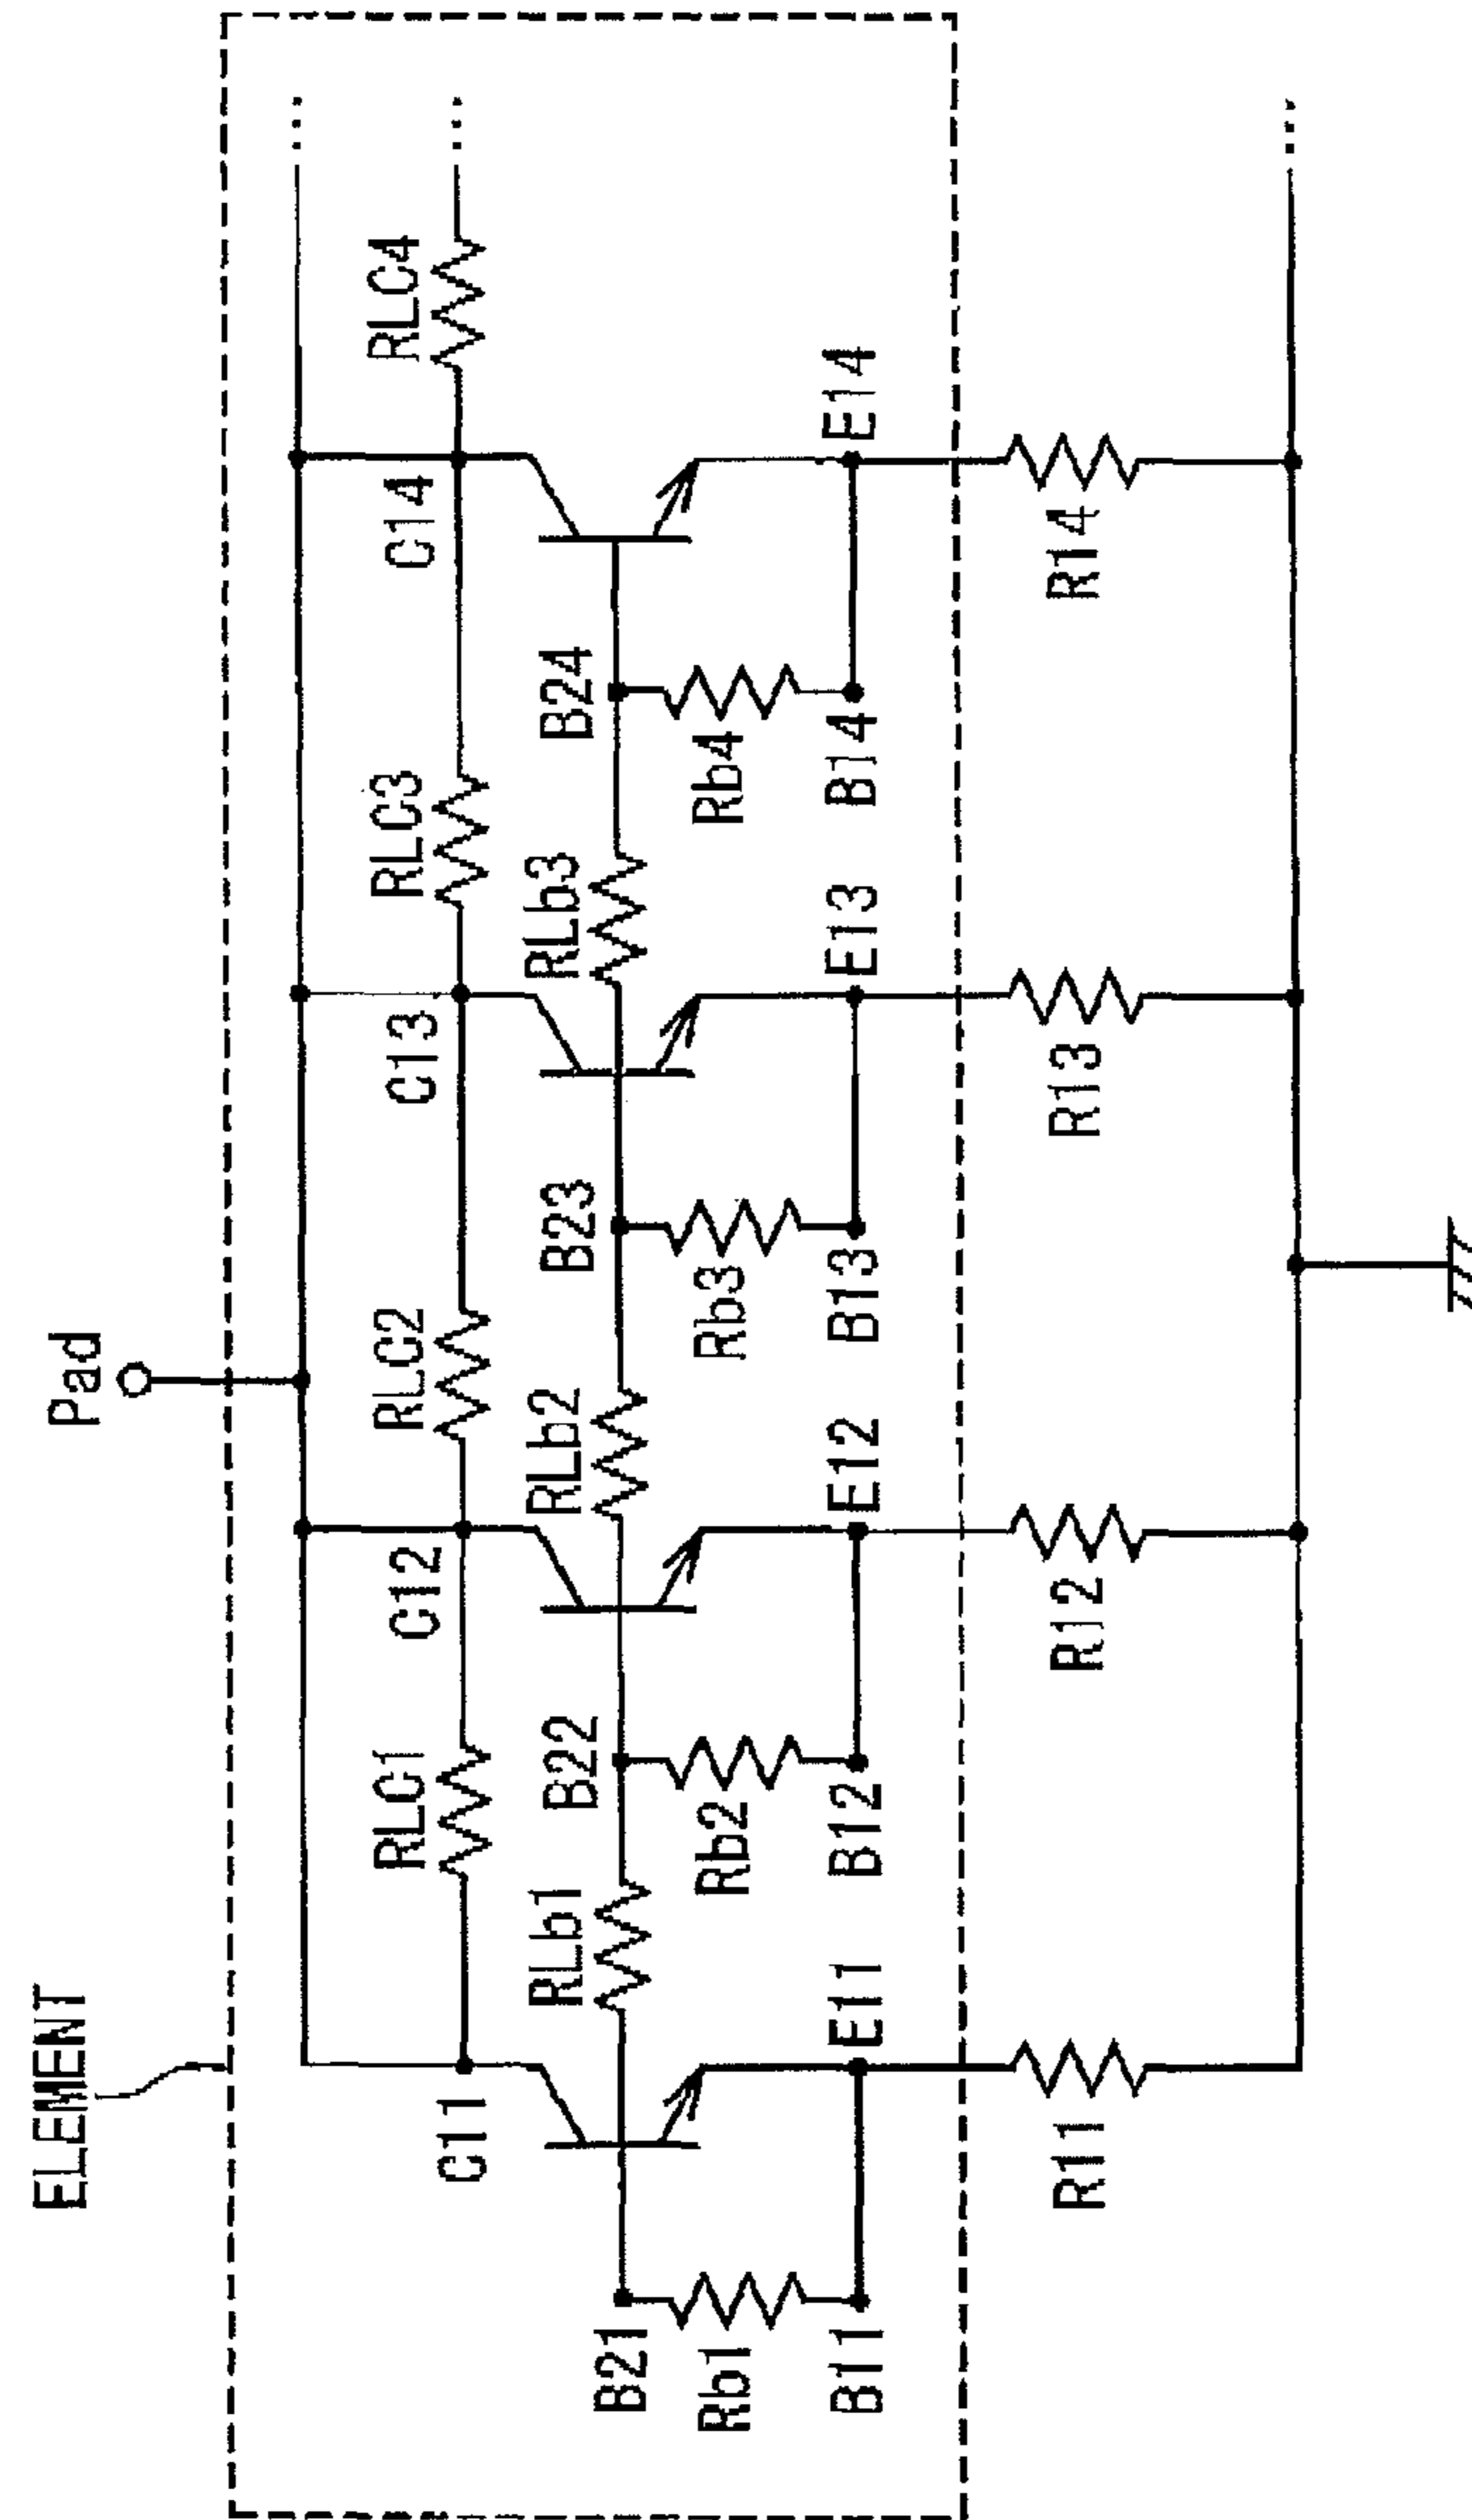 ELEMENT
Pad
RLC1
RLC2
RLC3
RLC4
C11
C12
C13
C14
RLb1
RLb2
RLb3
B21
B22
B23
B24
Rb1
Rb2
Rb3
Rb4
B11
E11
B12
E12
B13
E13
B14
E14
R11
R12
R13
R14